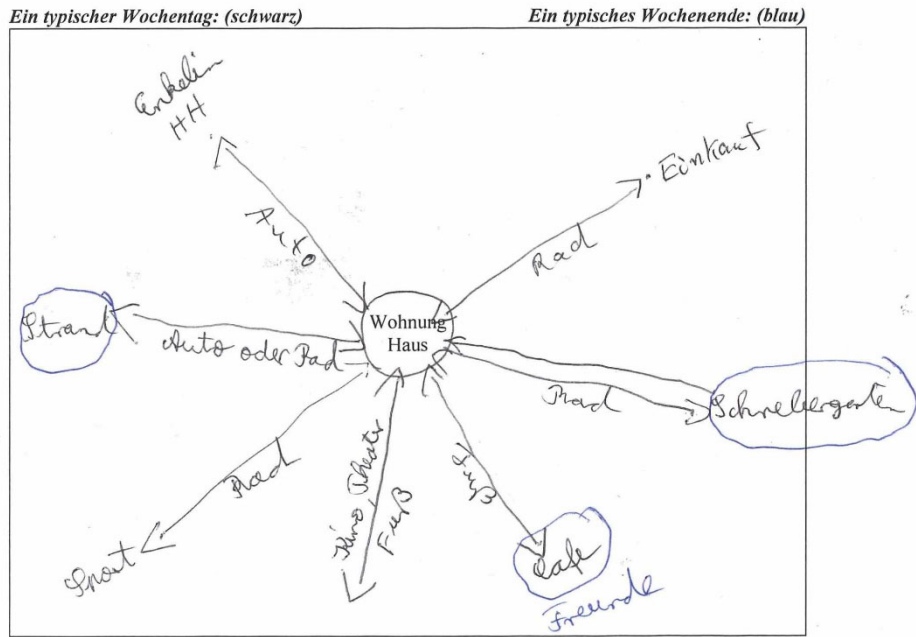 Ein typischer Wochentag: (schwarz)
Ein typisches Wochenende: (blau)
Enkelin
HH
Einkauf
Auto
Rad
Strand
Wohnung
Haus
Auto oder Rad
Rad
Schrebergarten
Rad
Kino, Theater
Fuß
Fuß
Sport
Cafe
Freunde